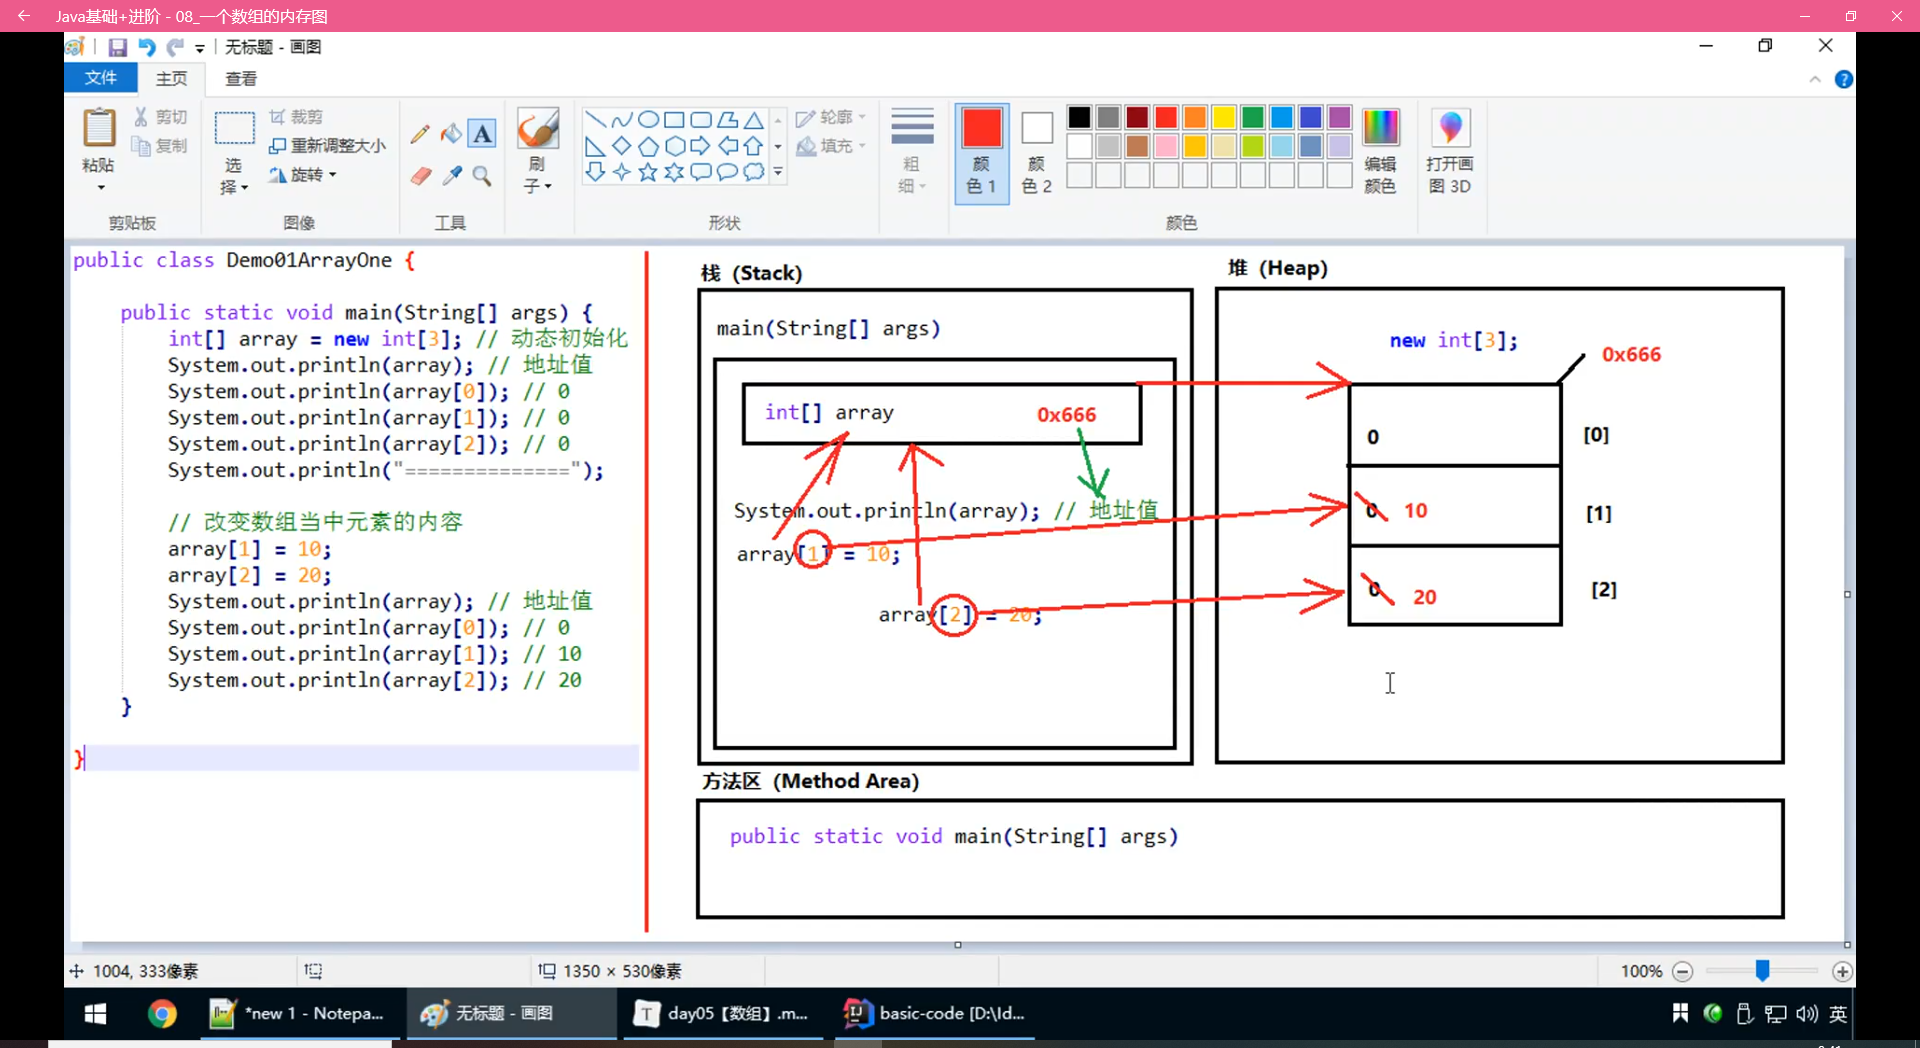 Java基础+进阶 - 08_一个数组的内存图
无标题 - 画图
文件 主页 查看
粘贴
剪切
复制
剪贴板
选择
裁剪
重新调整大小
旋转
图像
A
工具
刷子
轮廓
填充
形状
粗细
颜色 1
颜色 2
编辑颜色
颜色
打开画图 3D
public class Demo01ArrayOne {
public static void main(String[] args) {
int[] array = new int[3]; // 动态初始化
System.out.println(array); // 地址值
System.out.println(array[0]); // 0
System.out.println(array[1]); // 0
System.out.println(array[2]); // 0
System.out.println("==============");
// 改变数组当中元素的内容
array[1] = 10;
array[2] = 20;
System.out.println(array); // 地址值
System.out.println(array[0]); // 0
System.out.println(array[1]); // 10
System.out.println(array[2]); // 20
}
}
栈 (Stack)
main(String[] args)
int[] array 0x666
System.out.println(array); // 地址值
array[1] = 10;
array[2] = 20;
堆 (Heap)
new int[3];
0x666
0 [0]
0 10 [1]
0 20 [2]
方法区 (Method Area)
public static void main(String[] args)
1004, 333像素
1350 × 530像素
100%
*new 1 - Notepa...
无标题 - 画图
T day05【数组】.m...
IJ basic-code [D:\Id...
英